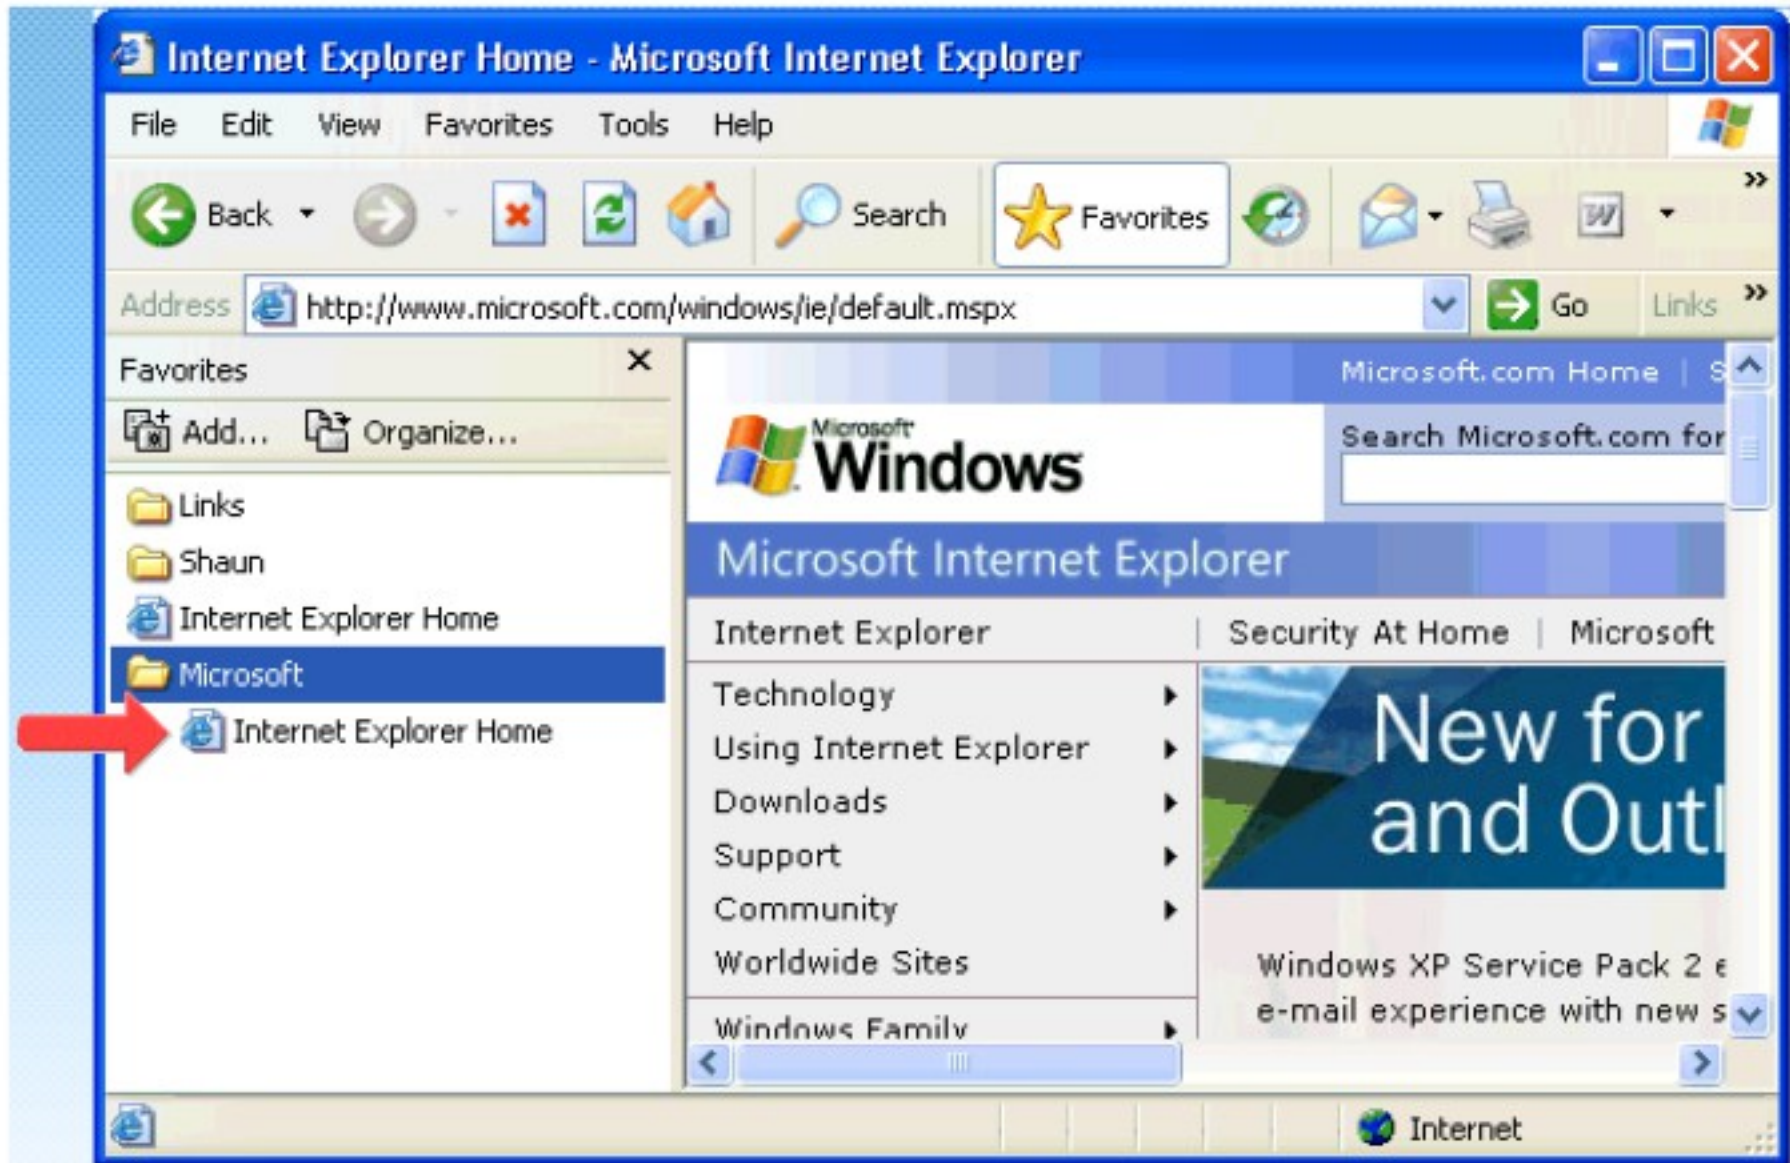 Internet Explorer Home - Microsoft Internet Explorer
File Edit View Favorites Tools Help
Back Search Favorites W
Address http://www.microsoft.com/windows/ie/default.mspx Go Links
Favorites
Microsoft.com Home | S
Add... Organize...
Microsoft
Windows
Search Microsoft.com for
Links
Shaun
Internet Explorer Home
Microsoft
Internet Explorer Home
Microsoft Internet Explorer
Internet Explorer | Security At Home | Microsoft
Technology
Using Internet Explorer
Downloads
Support
Community
Worldwide Sites
Windows Family
New for
and Outl
Windows XP Service Pack 2 e
e-mail experience with new s
Internet